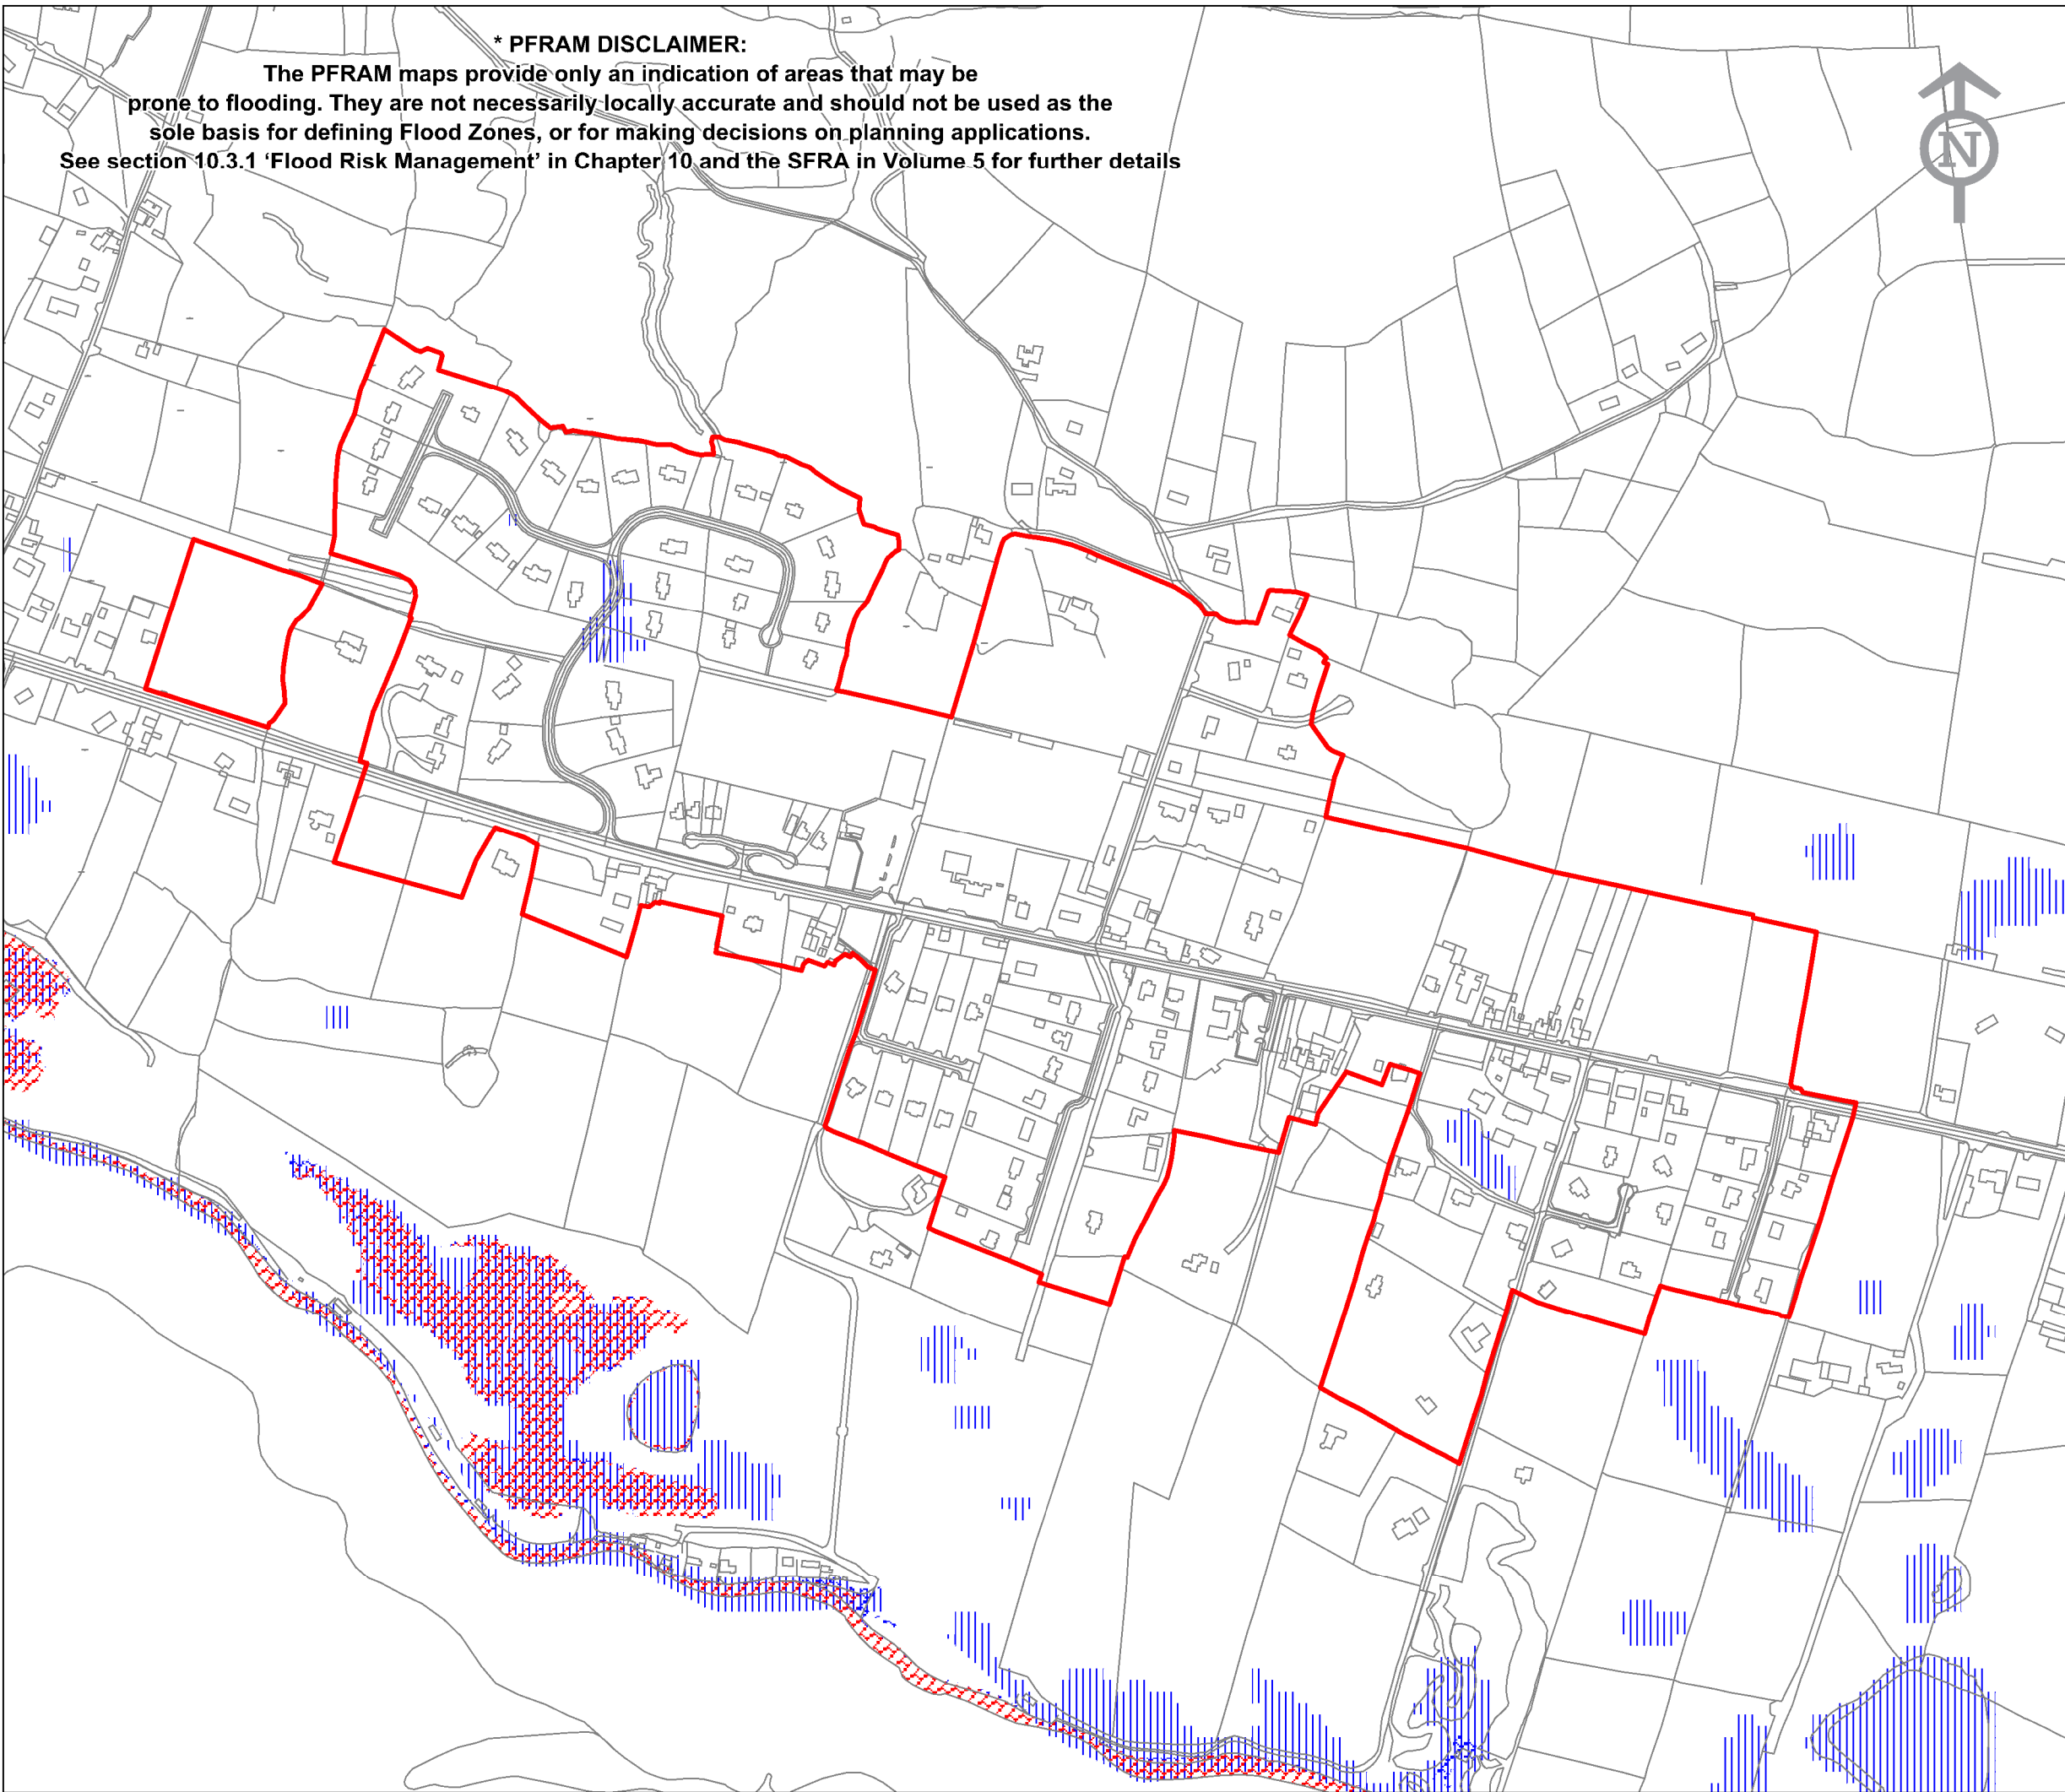 * PFRAM DISCLAIMER:
The PFRAM maps provide only an indication of areas that may be
prone to flooding. They are not necessarily locally accurate and should not be used as the
sole basis for defining Flood Zones, or for making decisions on planning applications.
See section 10.3.1 ‘Flood Risk Management’ in Chapter 10 and the SFRA in Volume 5 for further details
N